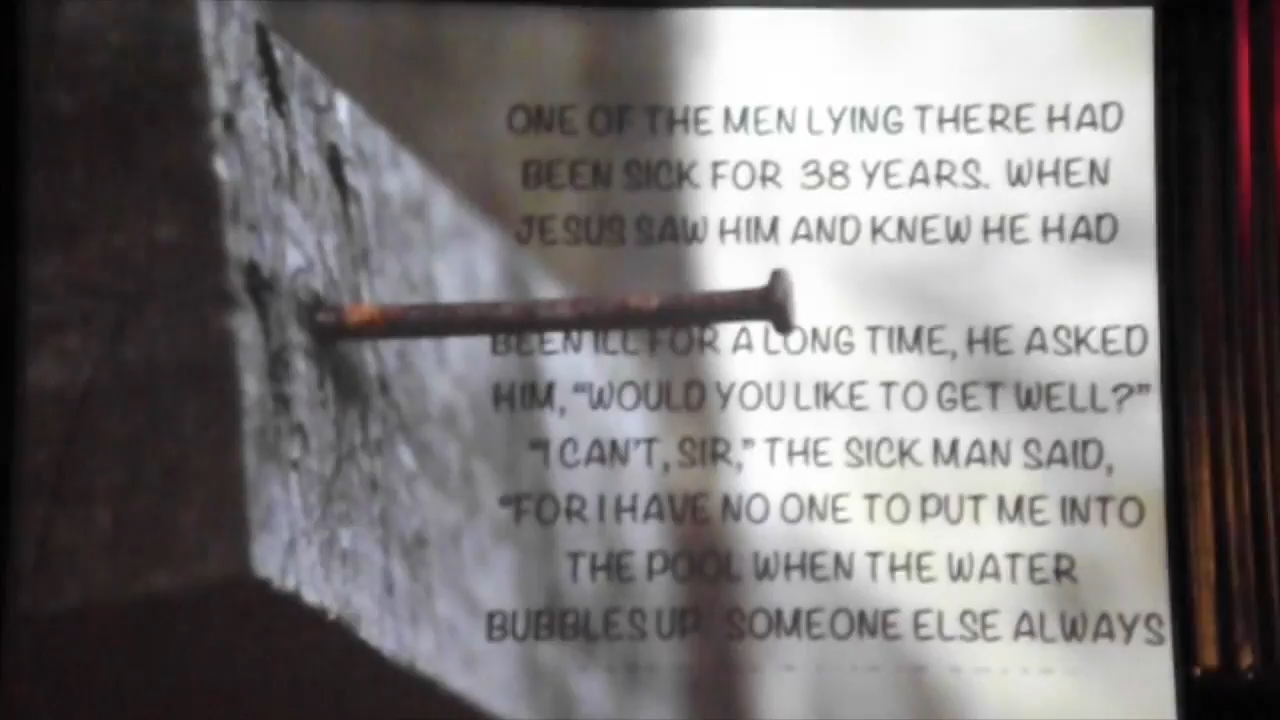 ONE OF THE MEN LYING THERE HAD
BEEN SICK FOR 38 YEARS. WHEN
JESUS SAW HIM AND KNEW HE HAD
BEEN ILL FOR A LONG TIME, HE ASKED
HIM, “WOULD YOU LIKE TO GET WELL?”
“I CAN'T, SIR,” THE SICK MAN SAID,
“FOR I HAVE NO ONE TO PUT ME INTO
THE POOL WHEN THE WATER
BUBBLES UP. SOMEONE ELSE ALWAYS